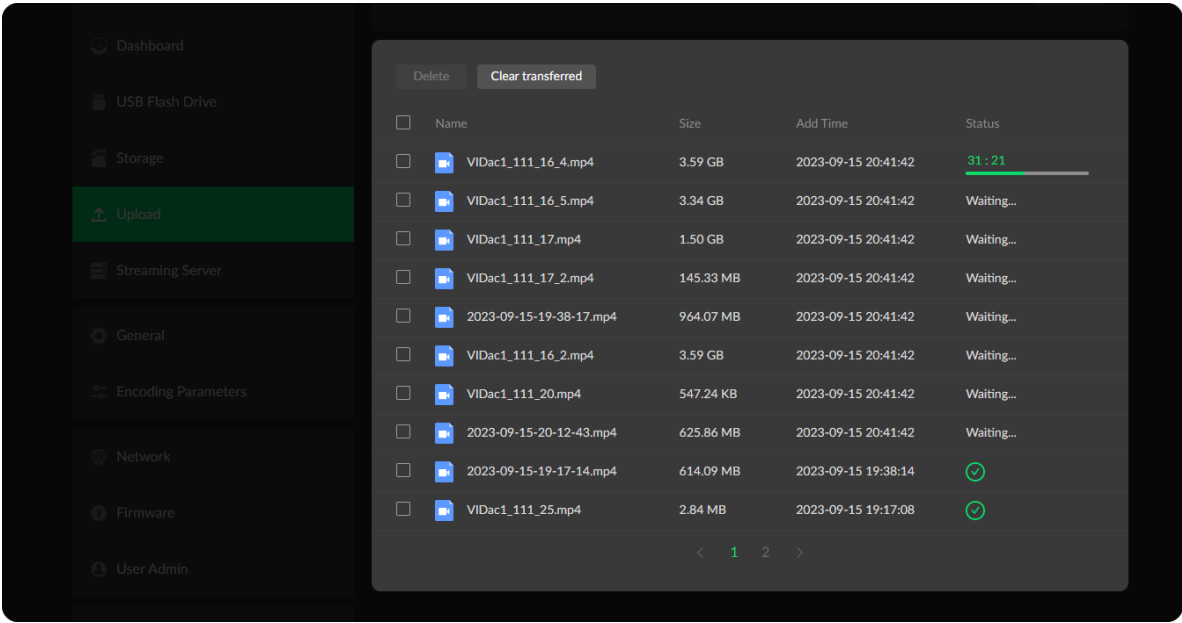 Dashboard
USB Flash Drive
Storage
Upload
Streaming Server
General
Encoding Parameters
Network
Firmware
User Admin
Delete Clear transferred
Name Size Add Time Status
VIDac1_111_16_4.mp4 3.59 GB 2023-09-15 20:41:42 31 : 21
VIDac1_111_16_5.mp4 3.34 GB 2023-09-15 20:41:42 Waiting...
VIDac1_111_17.mp4 1.50 GB 2023-09-15 20:41:42 Waiting...
VIDac1_111_17_2.mp4 145.33 MB 2023-09-15 20:41:42 Waiting...
2023-09-15-19-38-17.mp4 964.07 MB 2023-09-15 20:41:42 Waiting...
VIDac1_111_16_2.mp4 3.59 GB 2023-09-15 20:41:42 Waiting...
VIDac1_111_20.mp4 547.24 KB 2023-09-15 20:41:42 Waiting...
2023-09-15-20-12-43.mp4 625.86 MB 2023-09-15 20:41:42 Waiting...
2023-09-15-19-17-14.mp4 614.09 MB 2023-09-15 19:38:14
VIDac1_111_25.mp4 2.84 MB 2023-09-15 19:17:08
< 1 2 >